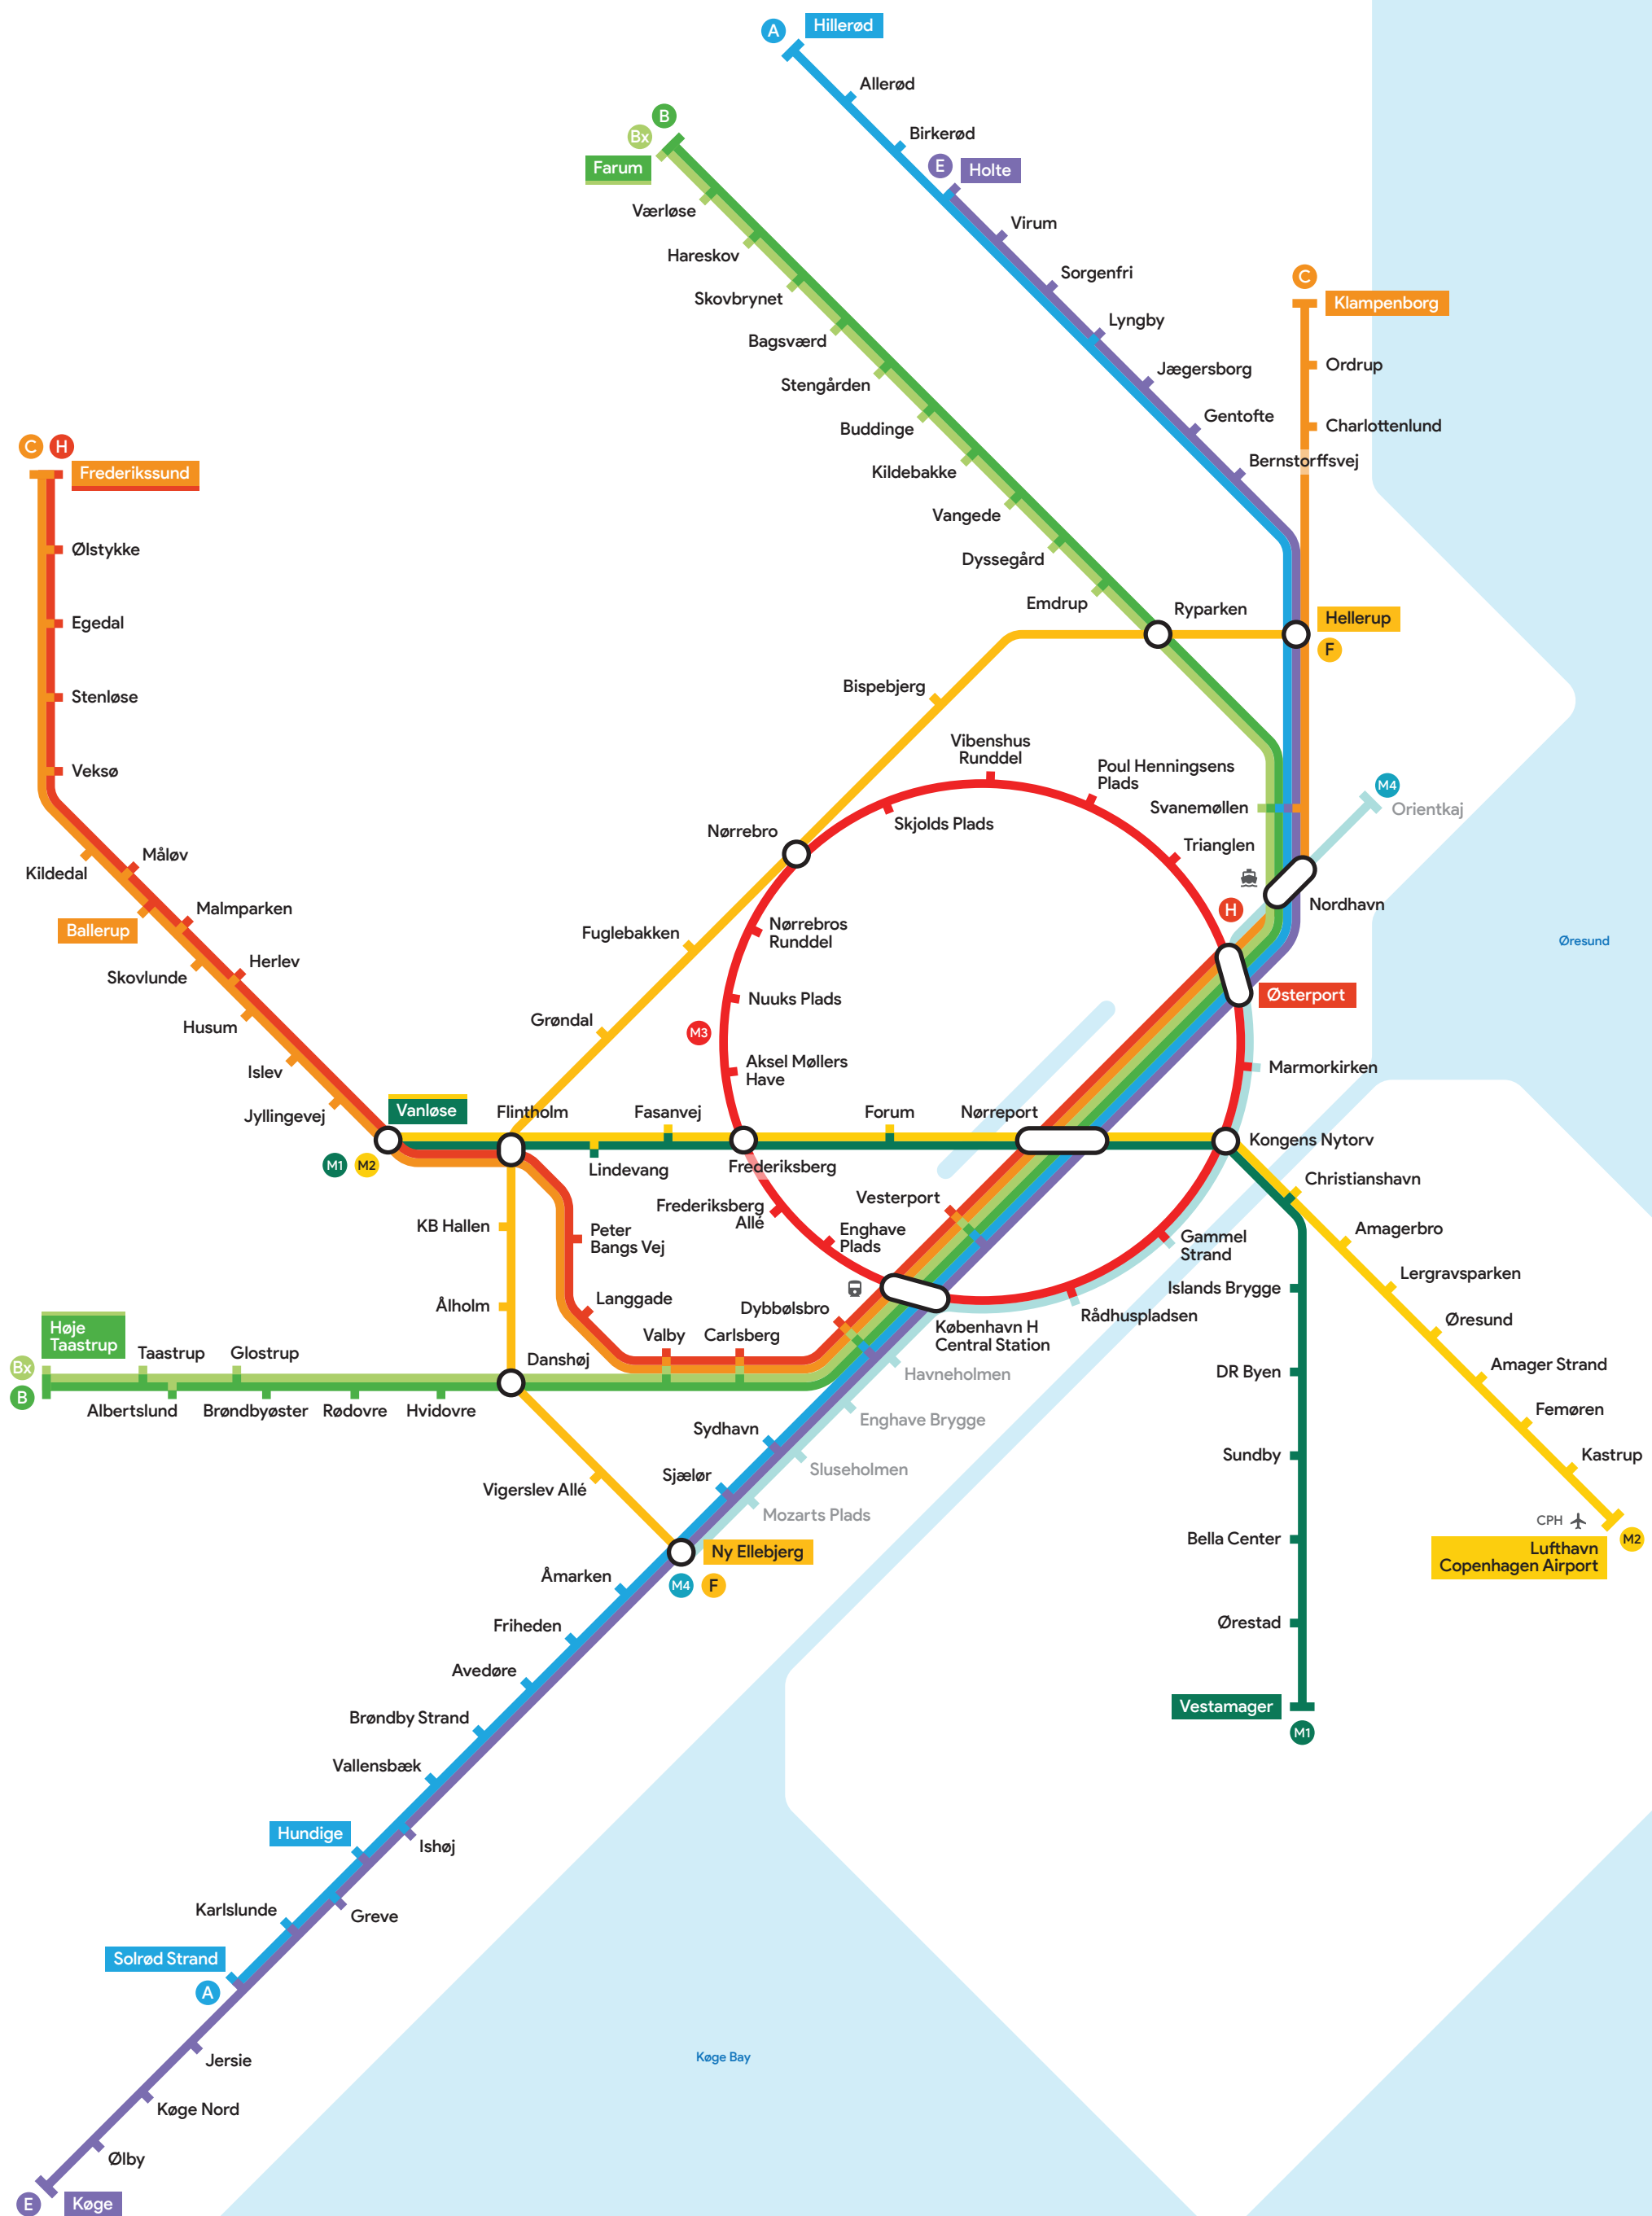 A
Hillerød
Allerød
Birkerød
B
Bx
Farum
E
Holte
Værløse
Virum
Hareskov
Sorgenfri
Skovbrynet
Lyngby
C
Klampenborg
Bagsværd
Jægersborg
Ordrup
Stengården
Gentofte
Charlottenlund
Buddinge
Bernstorffsvej
Kildebakke
Vangede
Dyssegård
Emdrup
Ryparken
Hellerup
F
C
H
Frederikssund
Ølstykke
Egedal
Stenløse
Veksø
Kildedal
Måløv
Ballerup
Malmparken
Skovlunde
Herlev
Husum
Islev
Jyllingevej
Vanløse
M1
M2
Bispebjerg
Nørrebro
Fuglebakken
Grøndal
Flintholm
Vibenshus
Runddel
Poul Henningsens
Plads
Skjolds Plads
Svanemøllen
Trianglen
M4
Orientkaj
Nordhavn
H
Østerport
Øresund
Nørrebros
Runddel
Nuuks Plads
M3
Aksel Møllers
Have
Marmorkirken
Fasanvej
Forum
Nørreport
Kongens Nytorv
Lindevang
Frederiksberg
Frederiksberg
Allé
Enghave
Plads
Vesterport
Christianshavn
Amagerbro
Gammel
Strand
Lergravsparken
Islands Brygge
Øresund
Rådhuspladsen
København H
Central Station
DR Byen
Amager Strand
Femøren
Sundby
Kastrup
Bella Center
CPH
Lufthavn
Copenhagen Airport
M2
Ørestad
Vestamager
M1
KB Hallen
Peter
Bangs Vej
Ålholm
Langgade
Dybbølsbro
Valby
Carlsberg
Danshøj
Høje
Taastrup
Bx
B
Taastrup
Glostrup
Albertslund
Brøndbyøster
Rødovre
Hvidovre
Havneholmen
Enghave Brygge
Sluseholmen
Mozarts Plads
Sydhavn
Sjælør
Vigerslev Allé
Ny Ellebjerg
M4
F
Åmarken
Friheden
Avedøre
Brøndby Strand
Vallensbæk
Hundige
Ishøj
Karlslunde
Greve
Solrød Strand
A
Jersie
Køge Bay
Køge Nord
Ølby
E
Køge